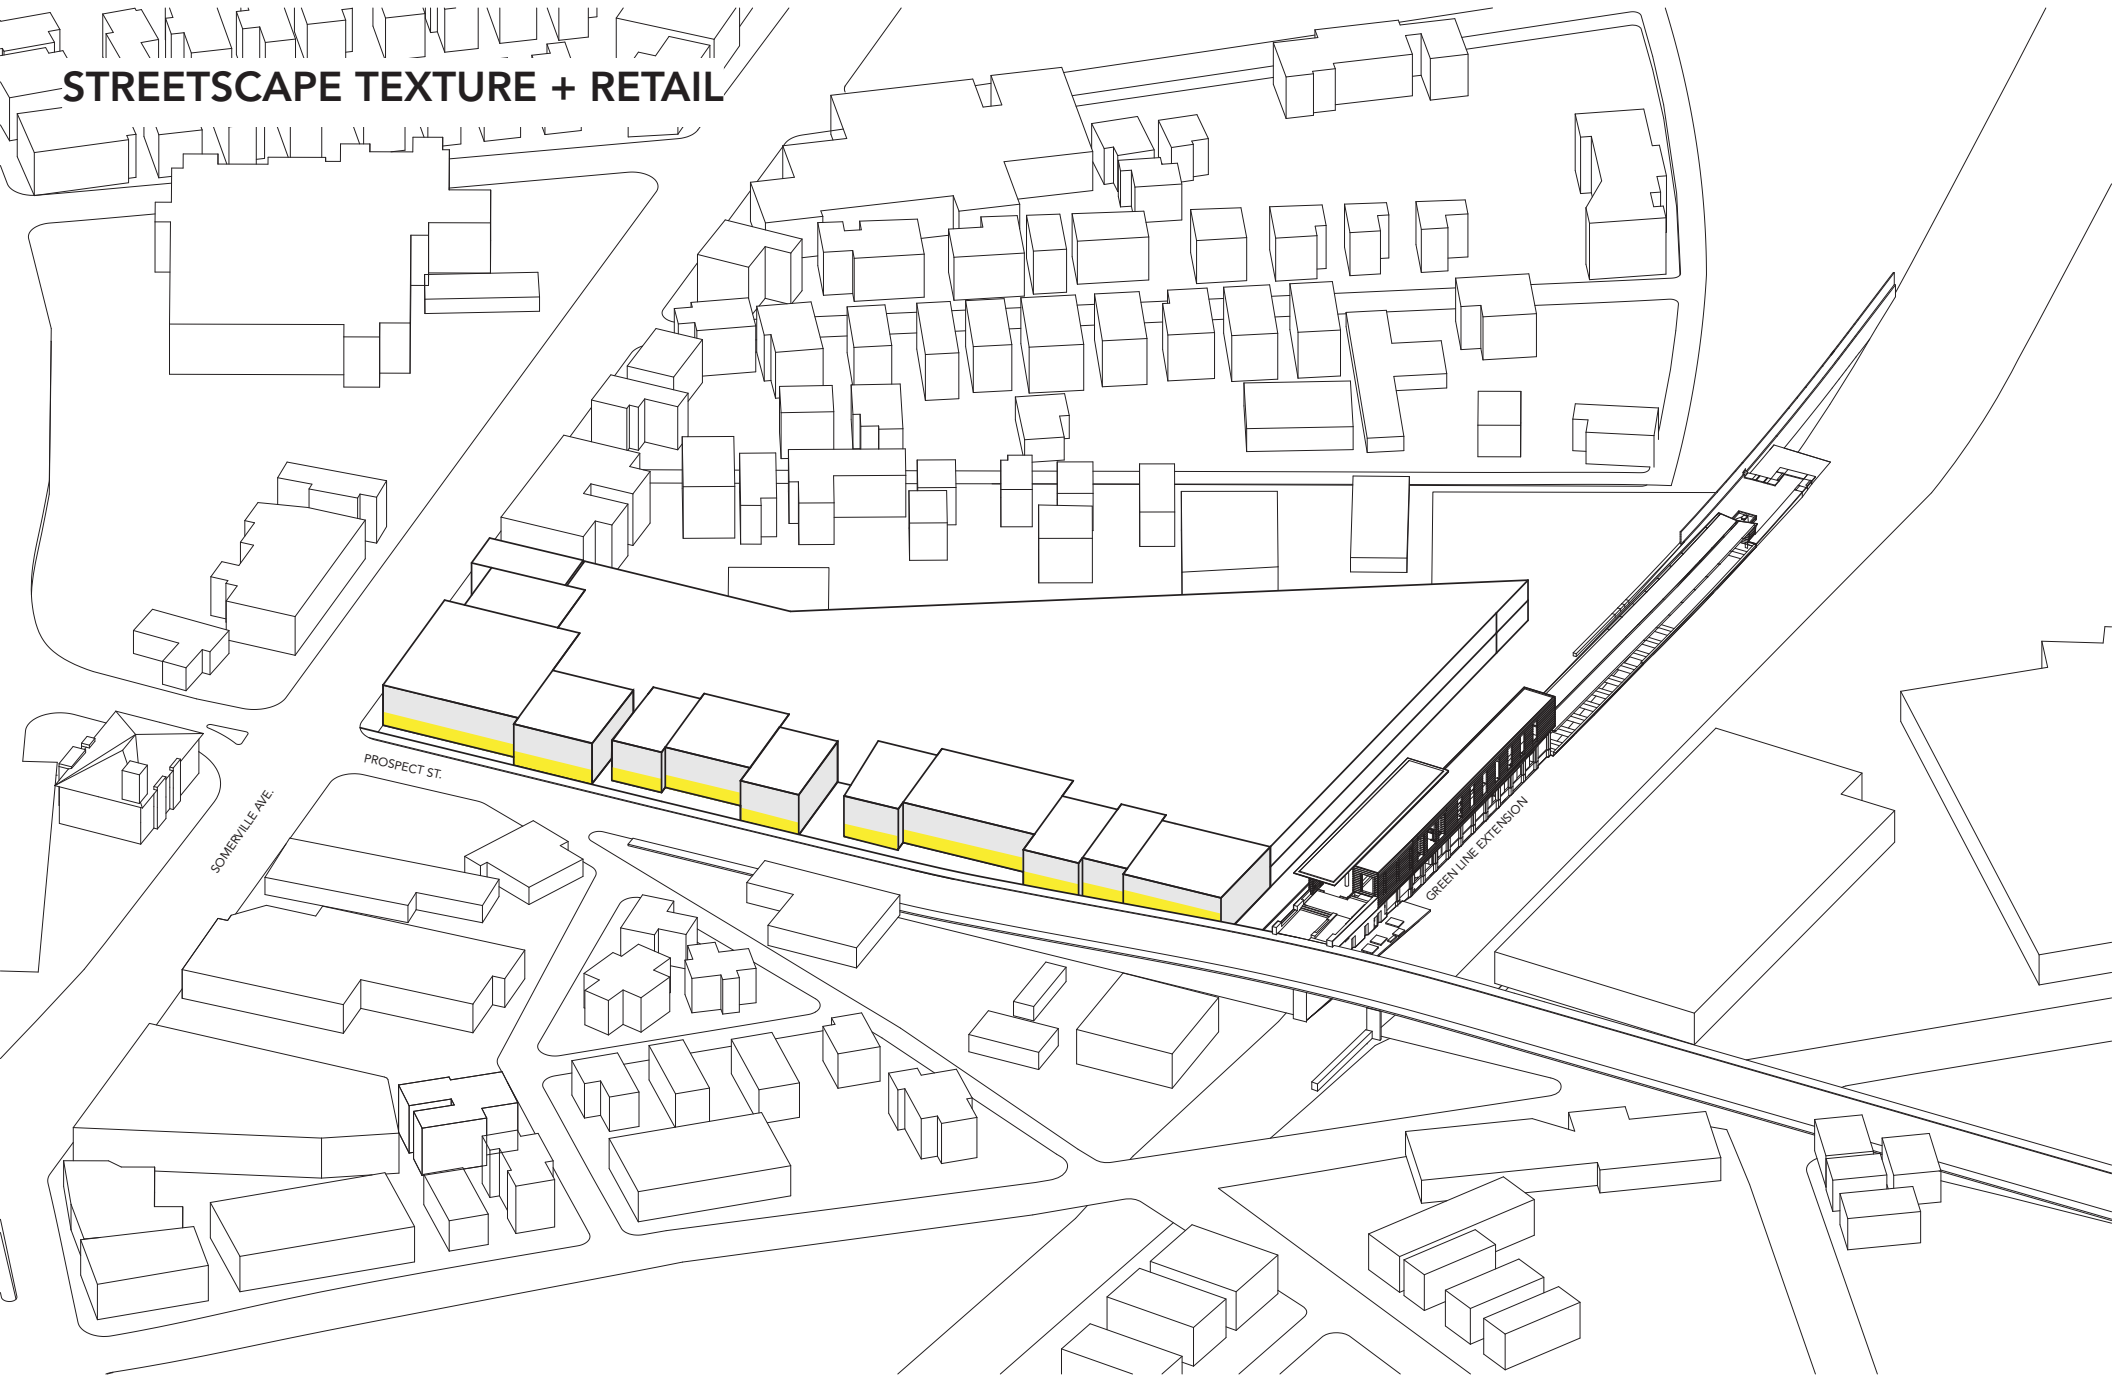 STREETSCAPE TEXTURE + RETAIL
PROSPECT ST.
SOMERVILLE AVE.
GREEN LINE EXTENSION